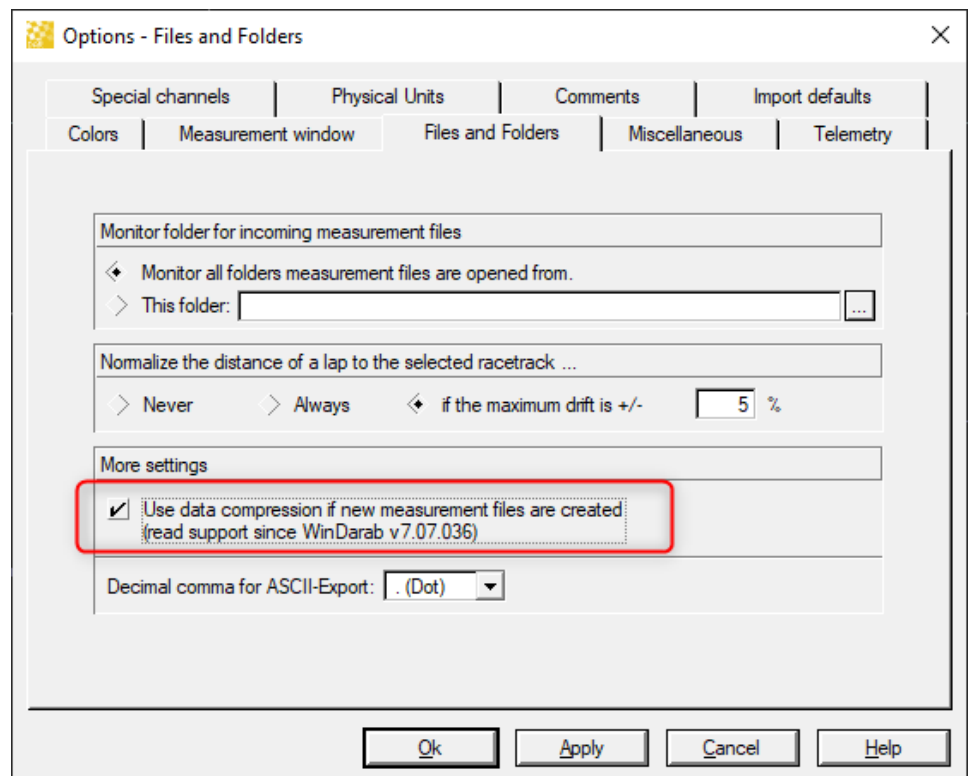 Options - Files and Folders
Special channels
Physical Units
Comments
Import defaults
Colors
Measurement window
Files and Folders
Miscellaneous
Telemetry
Monitor folder for incoming measurement files
Monitor all folders measurement files are opened from.
This folder:
...
Normalize the distance of a lap to the selected racetrack ...
Never
Always
if the maximum drift is +/-
5 %
More settings
Use data compression if new measurement files are created
(read support since WinDarab v7.07.036)
Decimal comma for ASCII-Export: . (Dot)
Ok
Apply
Cancel
Help